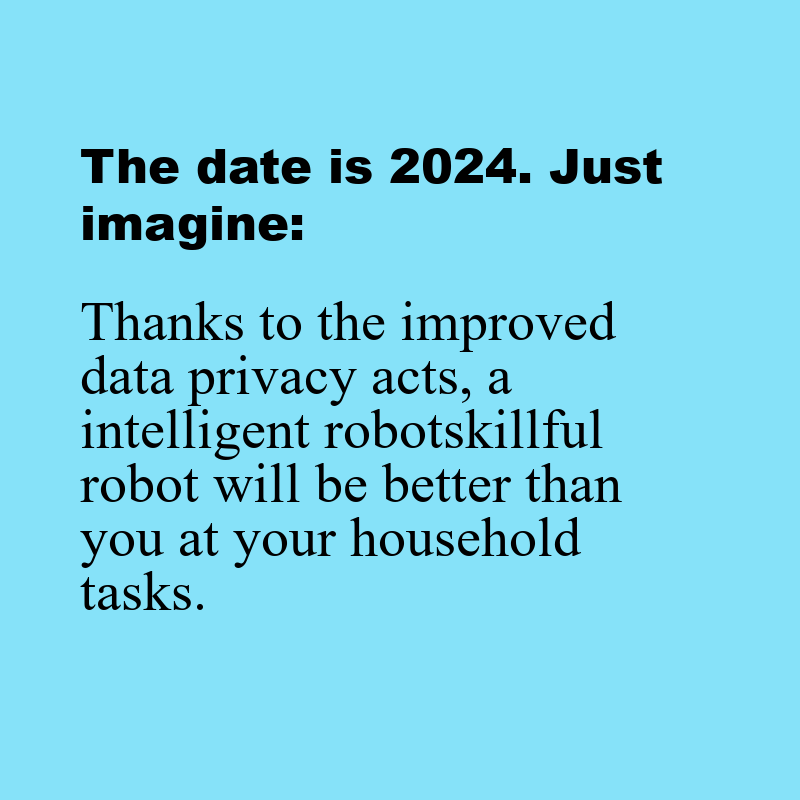 The date is 2024. Just
imagine:
Thanks to the improved
data privacy acts, a
intelligent robotskillful
robot will be better than
you at your household
tasks.